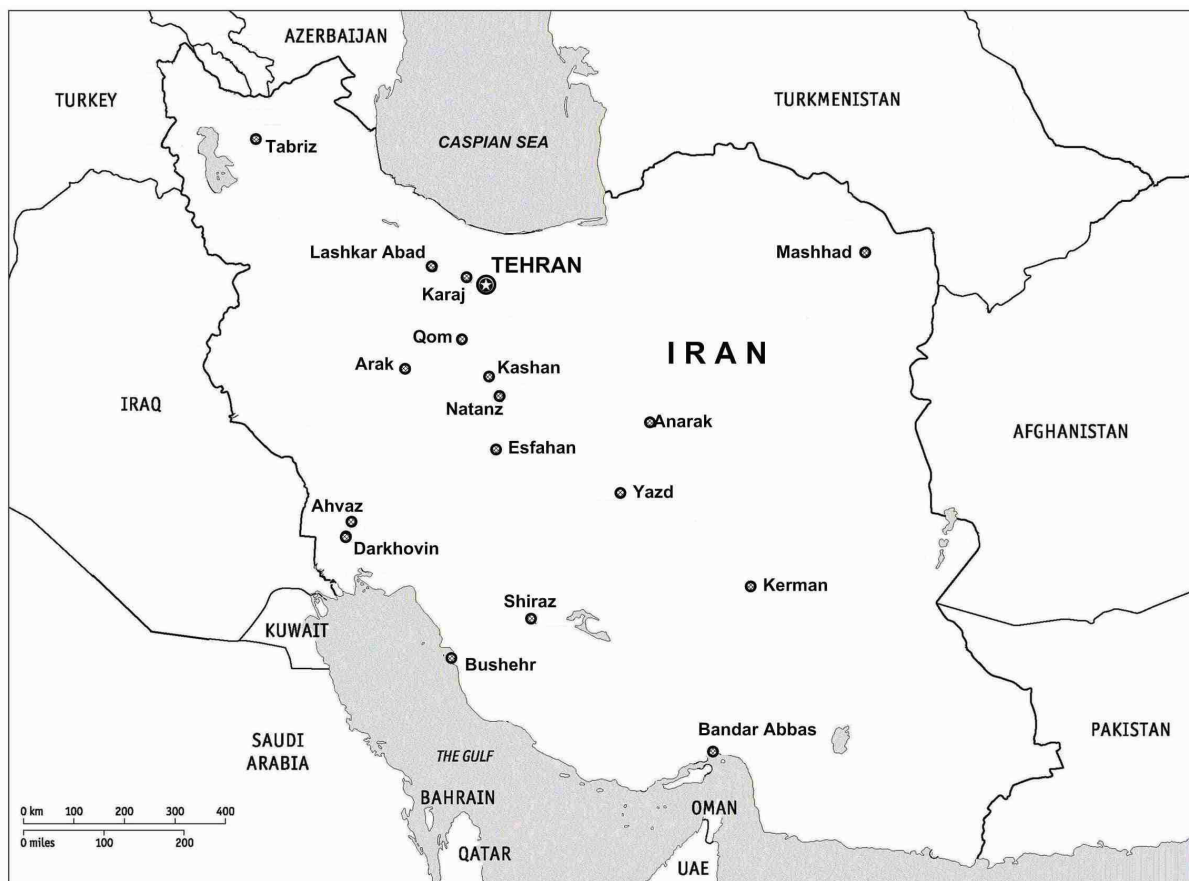 AZERBAIJAN
TURKEY
TURKMENISTAN
Tabriz
CASPIAN SEA
Lashkar Abad
TEHRAN
Mashhad
Karaj
Qom
IRAN
Arak
Kashan
IRAQ
Natanz
Anarak
AFGHANISTAN
Esfahan
Yazd
Ahvaz
Darkhovin
Kerman
Shiraz
KUWAIT
Bushehr
Bandar Abbas
PAKISTAN
SAUDI
ARABIA
THE GULF
BAHRAIN
OMAN
0 km 100 200 300 400
0 miles 100 200
QATAR
UAE